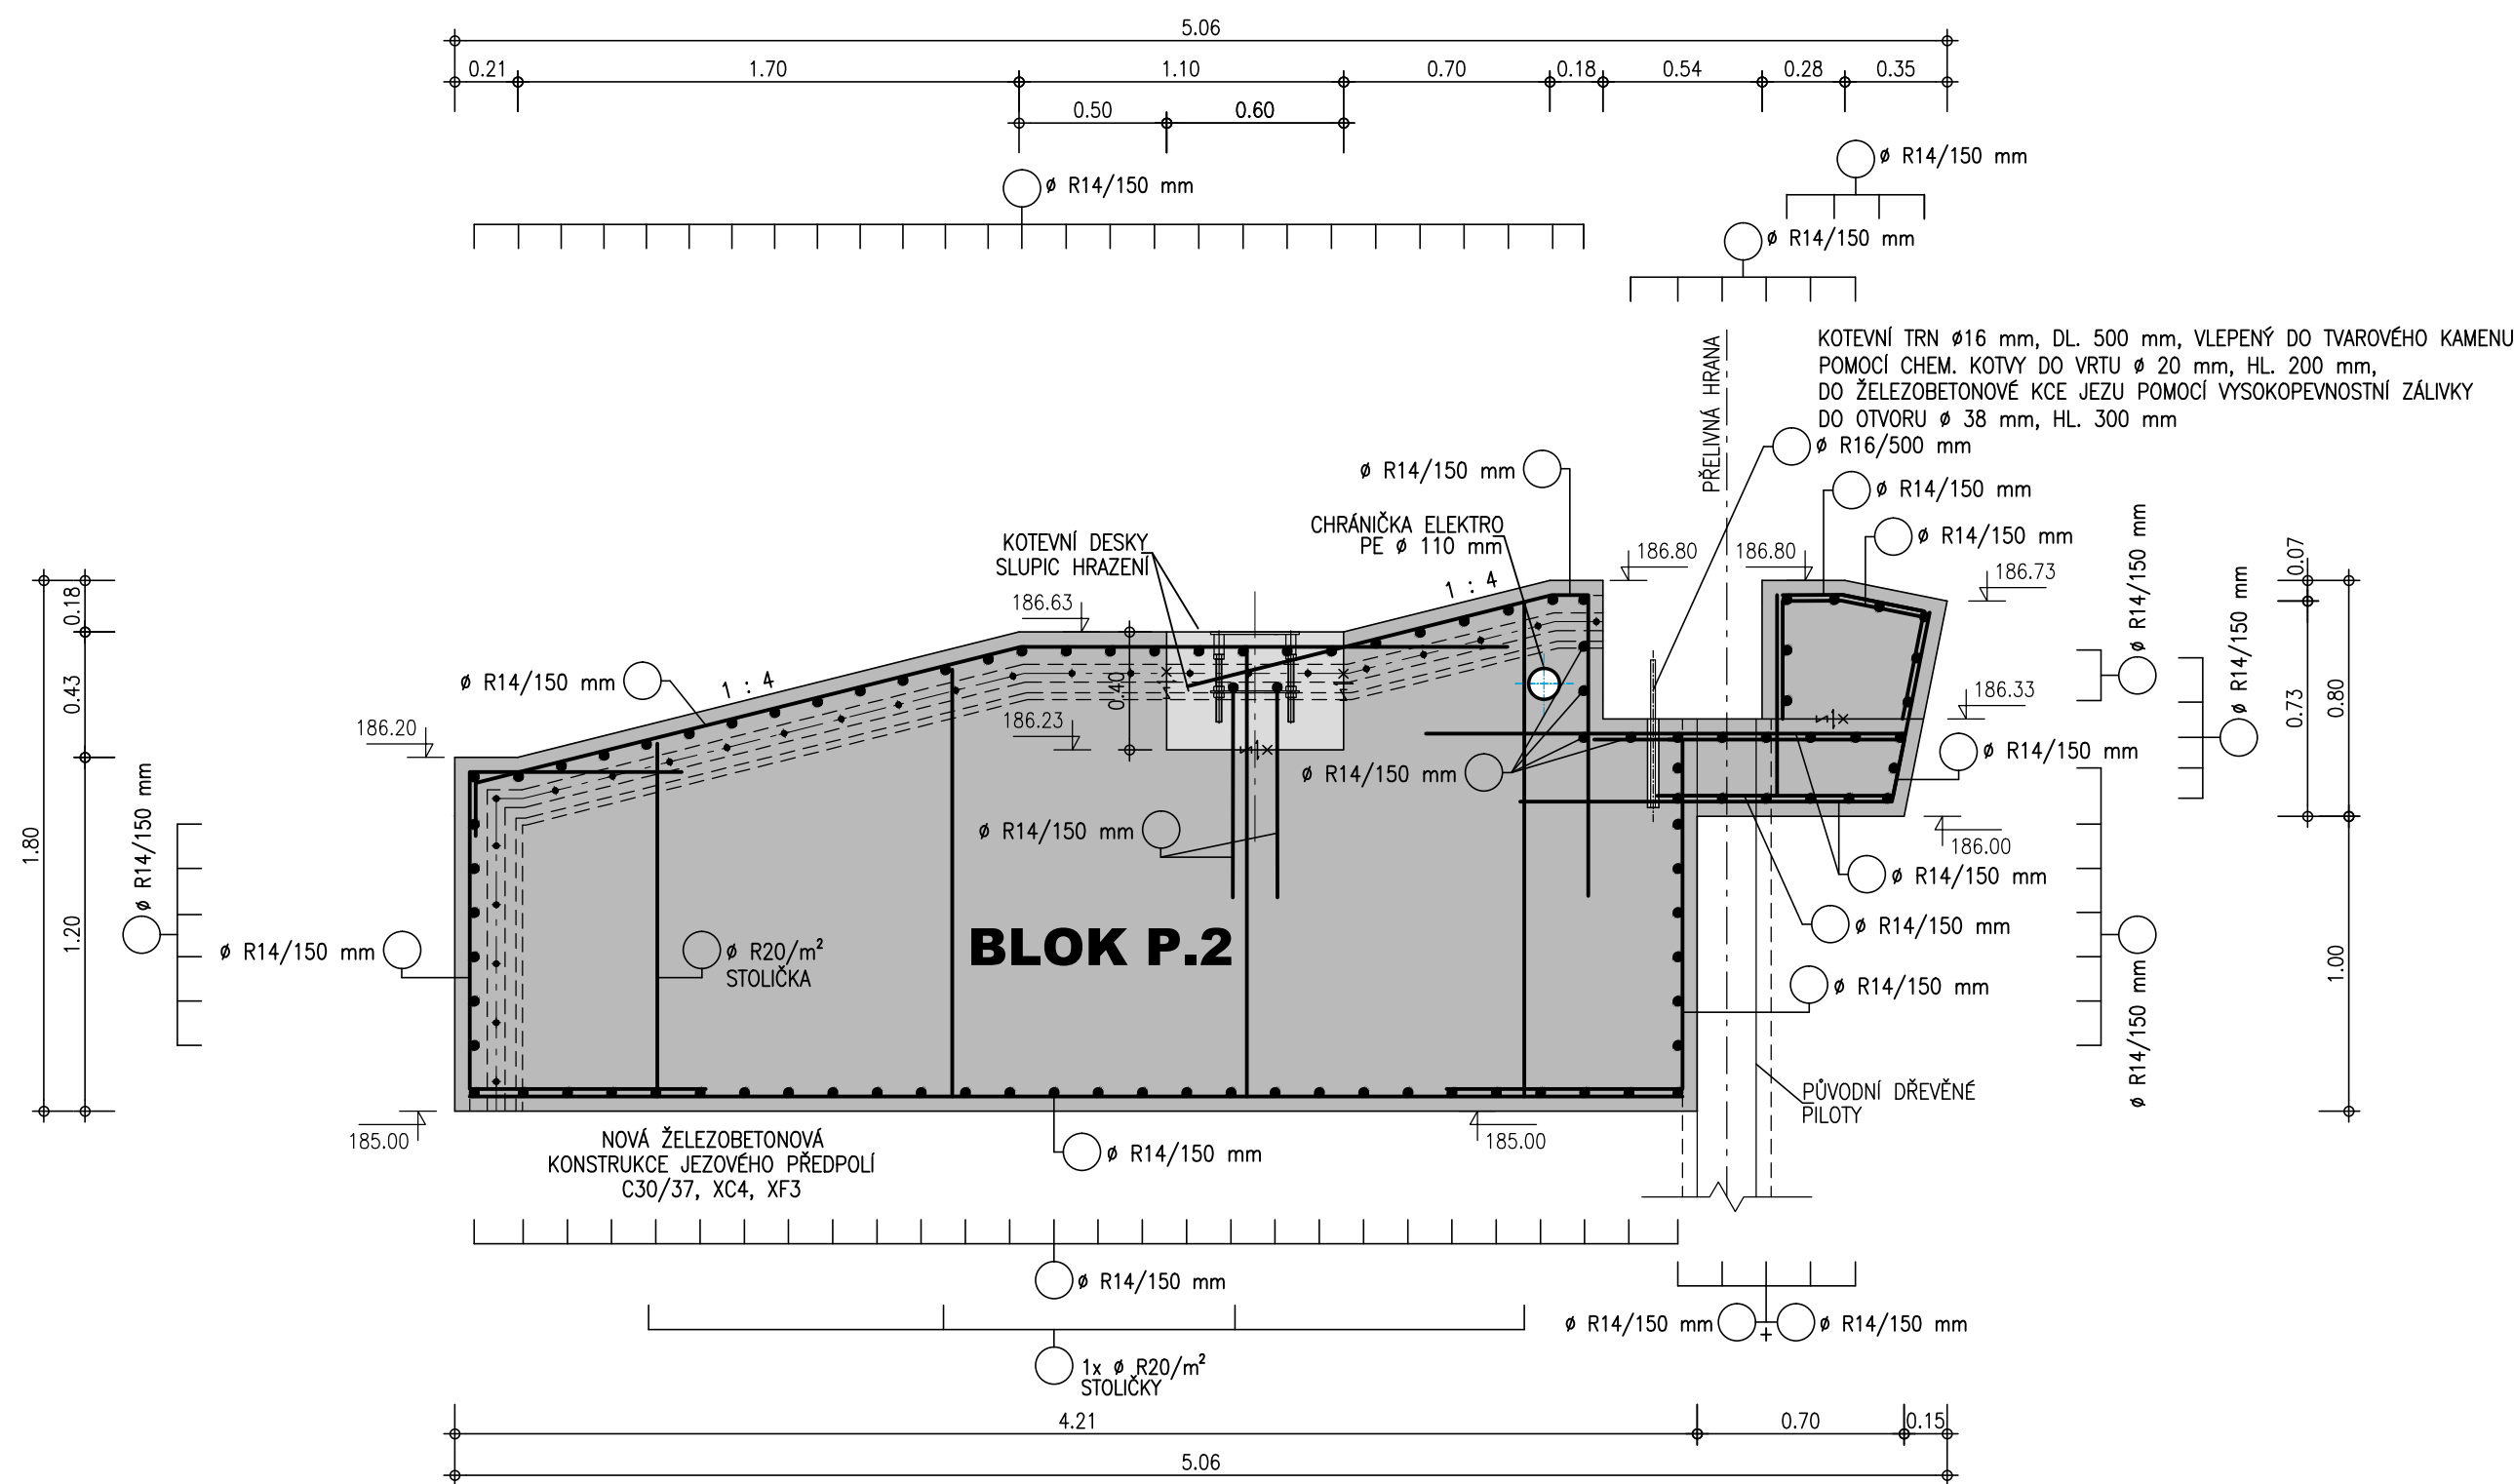 5.06
0.21
1.70
1.10
0.70
0.18
0.54
0.28
0.35
0.50
0.60
ø R14/150 mm
ø R14/150 mm
ø R14/150 mm
PŘELIVNÁ HRANA
KOTEVNÍ TRN ø16 mm, DL. 500 mm, VLEPENÝ DO TVAROVÉHO KAMENU
POMOCÍ CHEM. KOTVY DO VRTU ø 20 mm, HL. 200 mm,
DO ŽELEZOBETONOVÉ KCE JEZU POMOCÍ VYSOKOPEVNOSTNÍ ZÁLIVKY
DO OTVORU ø 38 mm, HL. 300 mm
ø R16/500 mm
ø R14/150 mm
ø R14/150 mm
ø R14/150 mm
CHRÁNIČKA ELEKTRO
PE ø 110 mm
KOTEVNÍ DESKY
SLUPIC HRAZENÍ
186.80
186.80
186.73
1 : 4
186.63
1 : 4
ø R14/150 mm
0.40
186.23
186.20
186.33
0.18
0.43
1.20
1.80
0.07
0.73
0.80
1.00
ø R14/150 mm
ø R14/150 mm
ø R14/150 mm
ø R14/150 mm
ø R14/150 mm
ø R14/150 mm
ø R14/150 mm
186.00
ø R14/150 mm
ø R14/150 mm
ø R14/150 mm
ø R14/150 mm
ø R20/m²
STOLIČKA
BLOK P.2
PŮVODNÍ DŘEVĚNÉ
PILOTY
185.00
185.00
NOVÁ ŽELEZOBETONOVÁ
KONSTRUKCE JEZOVÉHO PŘEDPOLÍ
C30/37, XC4, XF3
ø R14/150 mm
ø R14/150 mm
ø R14/150 mm
+
ø R14/150 mm
1x ø R20/m²
STOLIČKY
4.21
0.70
0.15
5.06